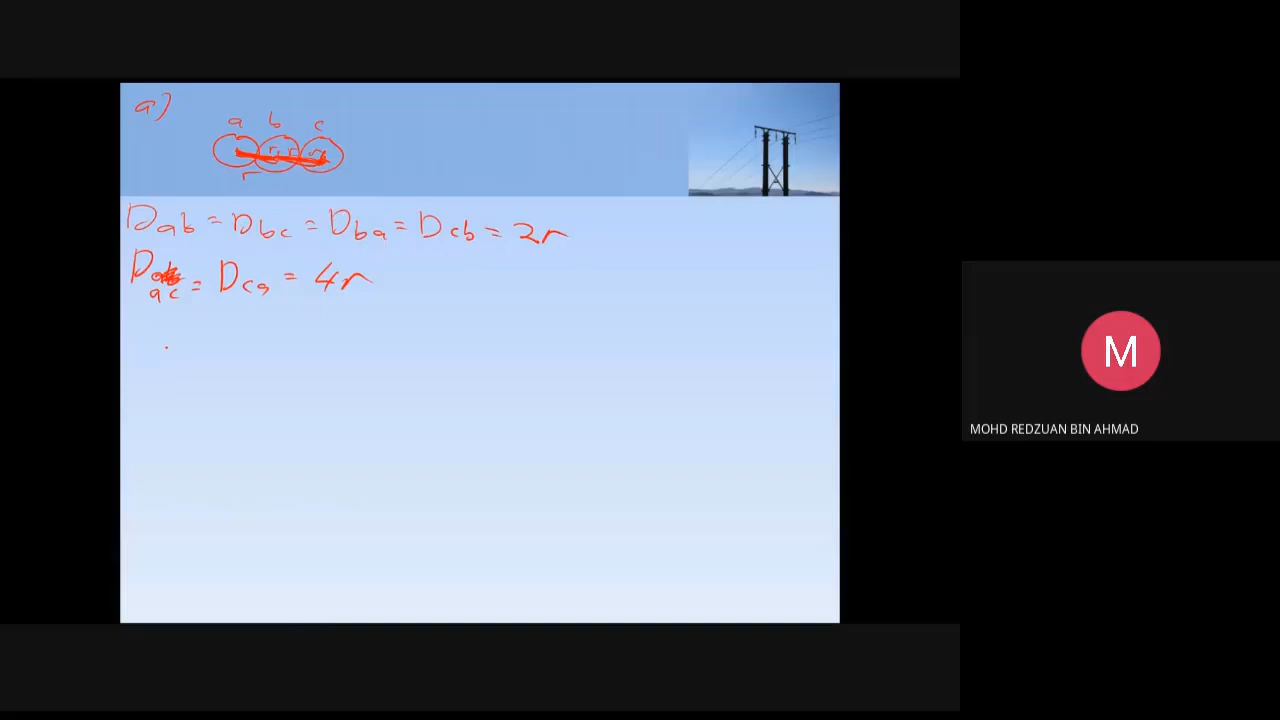 a)
a b c
r r r
r
Dab = Dbc = Dba = Dcb = 2r
Dac = Dca = 4r
M
MOHD REDZUAN BIN AHMAD